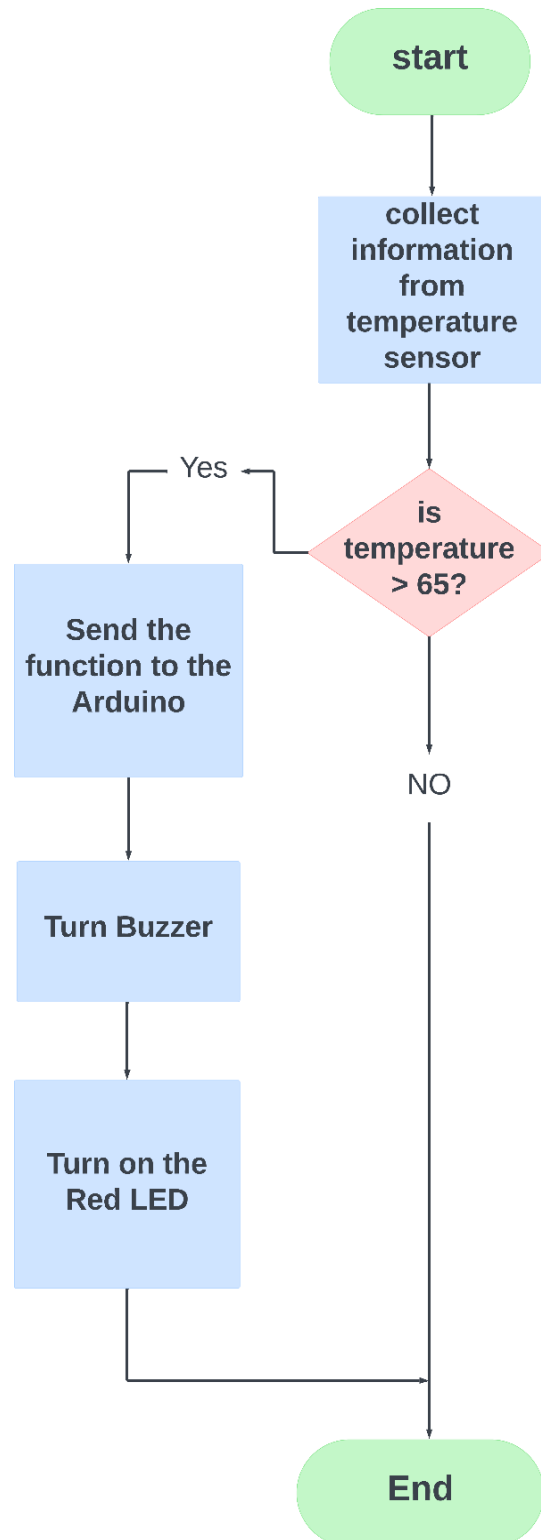 start
collect
information
from
temperature
sensor
Yes
is
temperature
> 65?
Send the
function to the
Arduino
NO
Turn Buzzer
Turn on the
Red LED
End